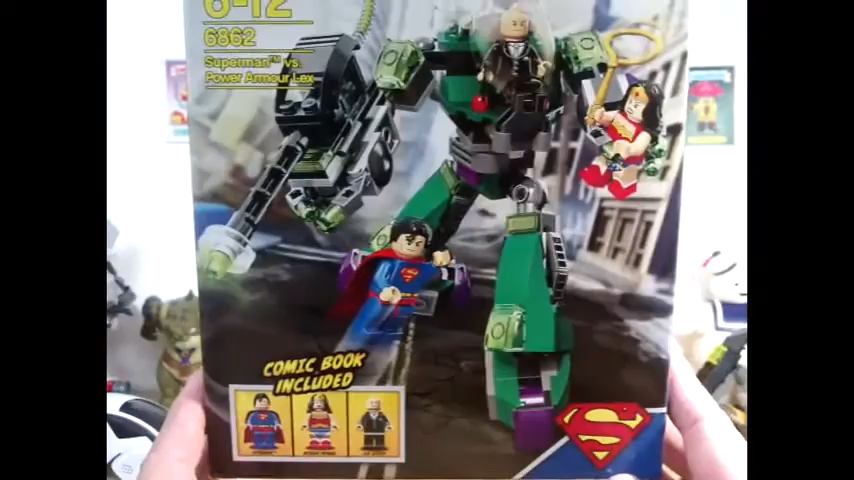 6-12
6862
Superman™ vs.
Power Armour Lex
COMIC BOOK
INCLUDED
S